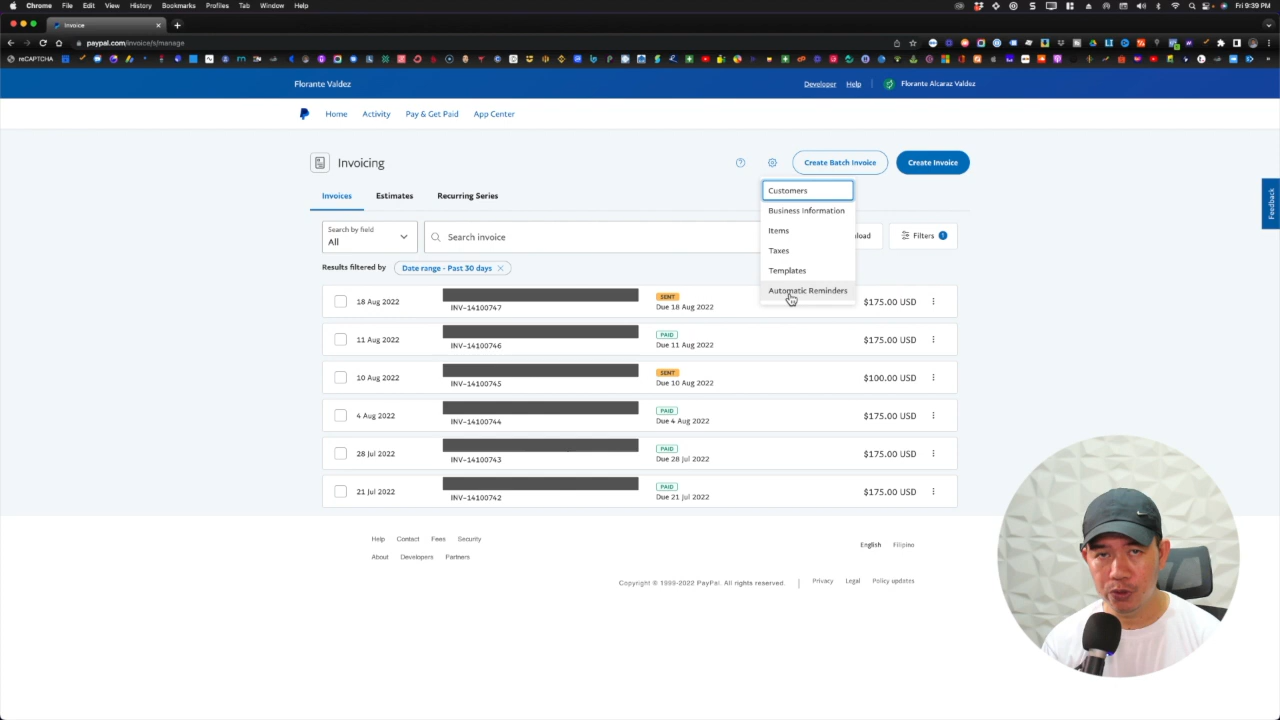 Chrome File Edit View History Bookmarks Profiles Tab Window Help
Fri 9:39 PM
Invoice
paypal.com/invoice/s/manage
reCAPTCHA
Florante Valdez
Developer Help Florante Alcaraz Valdez
Home Activity Pay & Get Paid App Center
Invoicing
Create Batch Invoice Create Invoice
Invoices Estimates Recurring Series
Customers
Business Information
Items
Taxes
Templates
Automatic Reminders
Feedback
Search by field
All
Search invoice
load
Filters 1
Results filtered by Date range - Past 30 days
18 Aug 2022 INV-14100747 SENT Due 18 Aug 2022 $175.00 USD
11 Aug 2022 INV-14100746 PAID Due 11 Aug 2022 $175.00 USD
10 Aug 2022 INV-14100745 SENT Due 10 Aug 2022 $100.00 USD
4 Aug 2022 INV-14100744 PAID Due 4 Aug 2022 $175.00 USD
28 Jul 2022 INV-14100743 PAID Due 28 Jul 2022 $175.00 USD
21 Jul 2022 INV-14100742 PAID Due 21 Jul 2022 $175.00 USD
Help Contact Fees Security
English Filipino
About Developers Partners
Copyright © 1999-2022 PayPal. All rights reserved. | Privacy Legal Policy updates